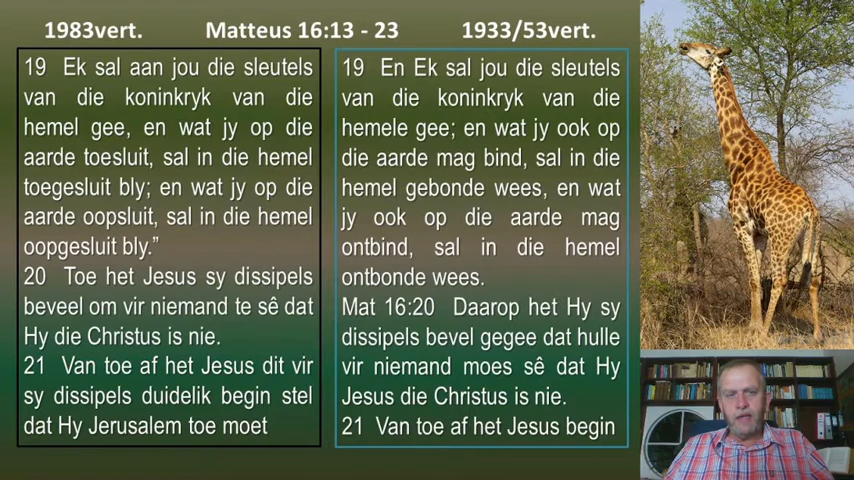 1983vert.
Matteus 16:13 - 23
1933/53vert.
19 Ek sal aan jou die sleutels
van die koninkryk van die
hemel gee, en wat jy op die
aarde toesluit, sal in die hemel
toegesluit bly; en wat jy op die
aarde oopsluit, sal in die hemel
oopgesluit bly.”
20 Toe het Jesus sy dissipels
beveel om vir niemand te sê dat
Hy die Christus is nie.
21 Van toe af het Jesus dit vir
sy dissipels duidelik begin stel
dat Hy Jerusalem toe moet
19 En Ek sal jou die sleutels
van die koninkryk van die
hemele gee; en wat jy ook op
die aarde mag bind, sal in die
hemel gebonde wees, en wat
jy ook op die aarde mag
ontbind, sal in die hemel
ontbonde wees.
Mat 16:20 Daarop het Hy sy
dissipels bevel gegee dat hulle
vir niemand moes sê dat Hy
Jesus die Christus is nie.
21 Van toe af het Jesus begin